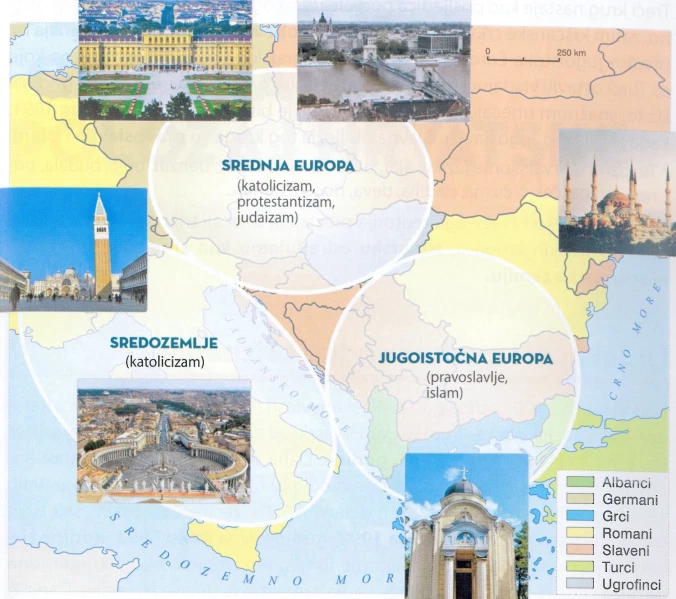 0 250 km
SREDNJA EUROPA
(katolicizam,
protestantizam,
judaizam)
SREDOZEMLJE
(katolicizam)
JADRANSKO MORE
JUGOISTOČNA EUROPA
(pravoslavlje,
islam)
CRNO MORE
SREDOZEMNO MOR
Albanci
Germani
Grci
Romani
Slaveni
Turci
Ugrofinci